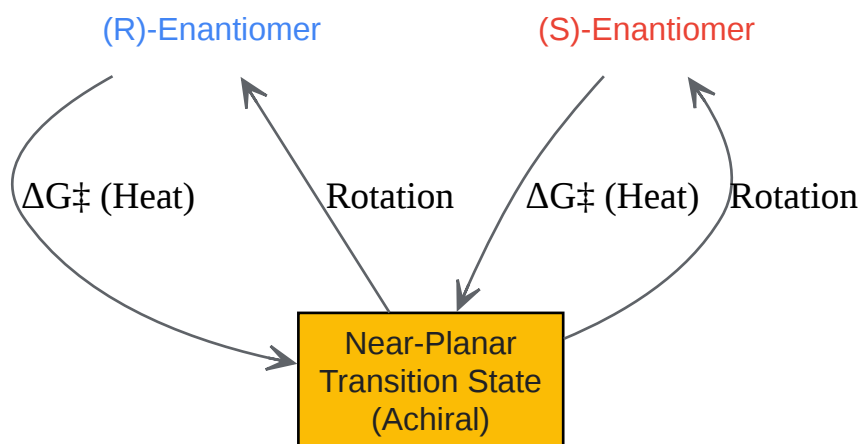 (R)-Enantiomer
(S)-Enantiomer
ΔG‡ (Heat)
Rotation
ΔG‡ (Heat)
Rotation
Near-Planar
Transition State
(Achiral)